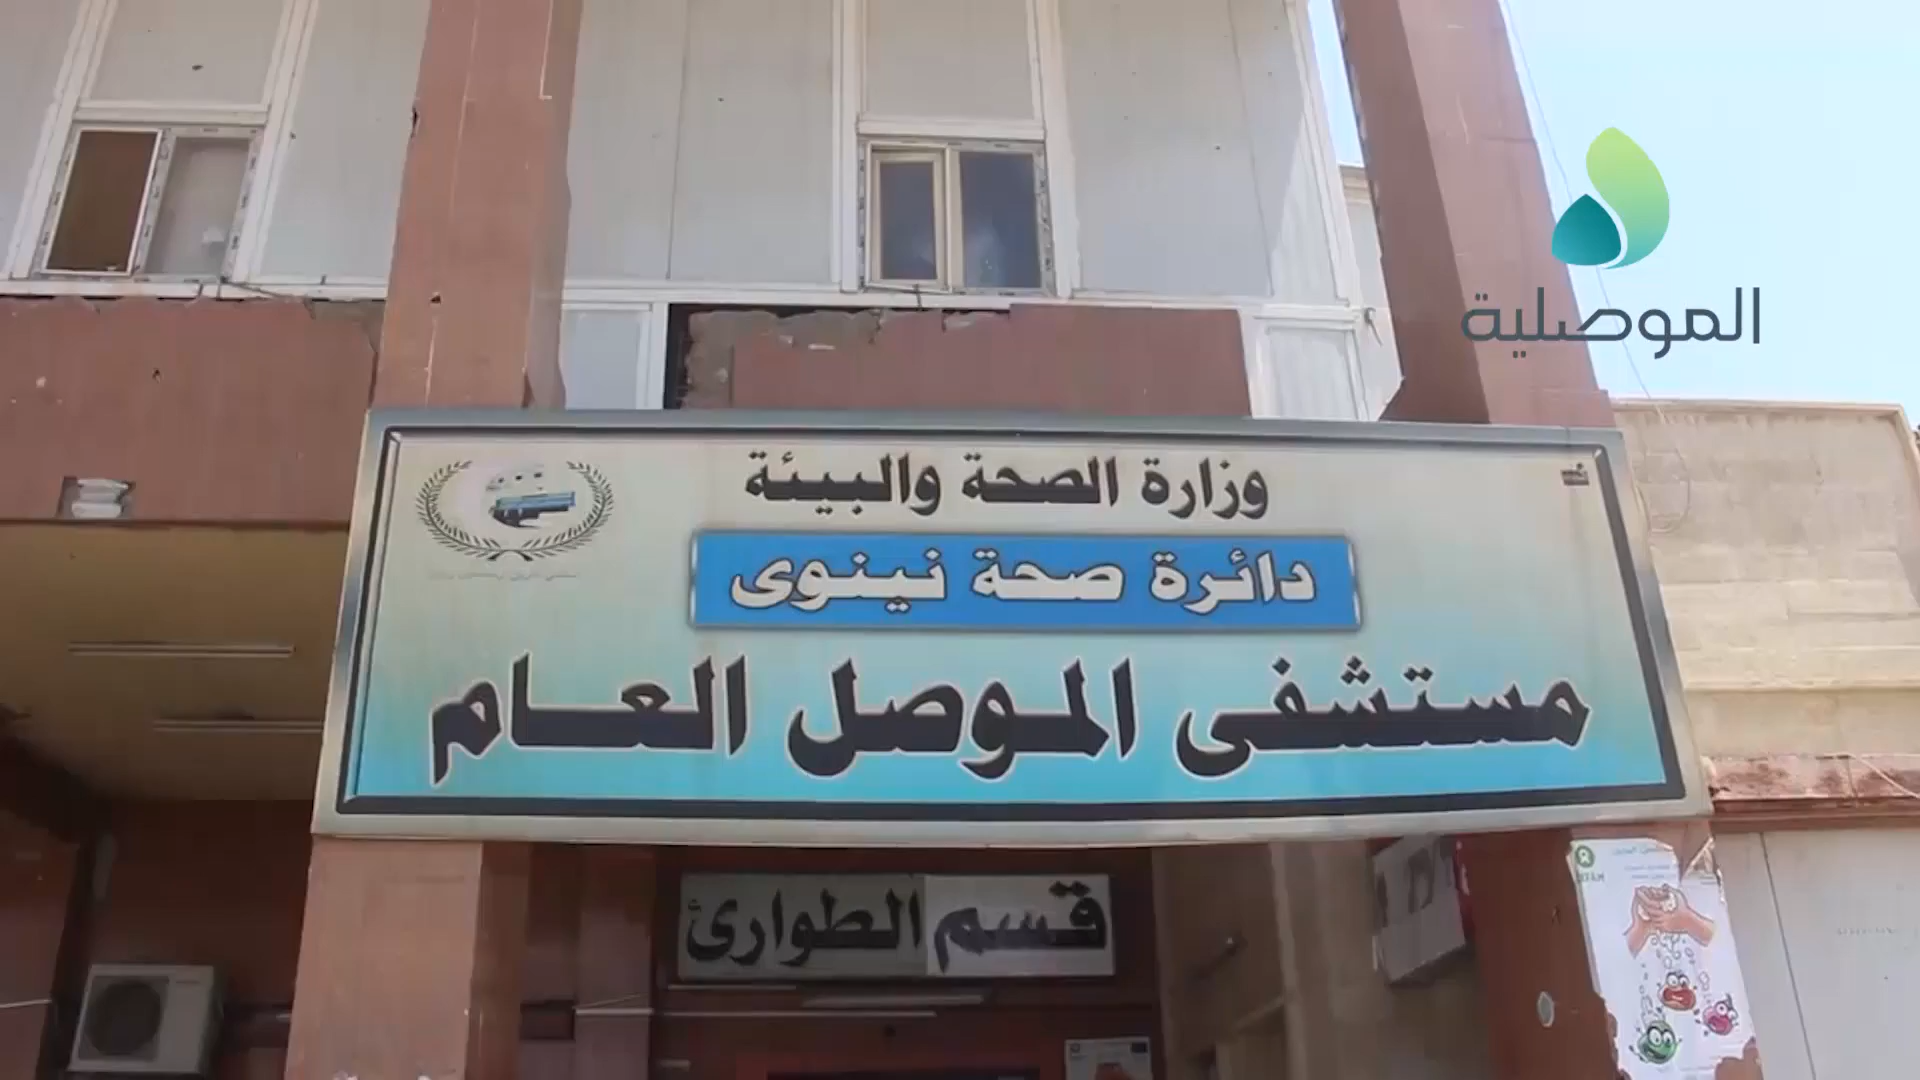 الموصلية
وزارة الصحة والبيئة
دائرة صحة نينوى
مستشفى الموصل العام
قسم الطوارئ